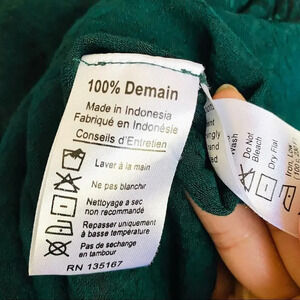 100% Demain
Made in Indonesia
Fabriqué en Indonésie
Conseils d'Entretien
Laver à la main
Ne pas blanchir
Nettoyage a sec
non recommandé
Repasser uniquement
à basse température
Pas de sechange
en tambour
RN 135167
Wash
Do Not
Bleach
Dry Flat
Iron, Low